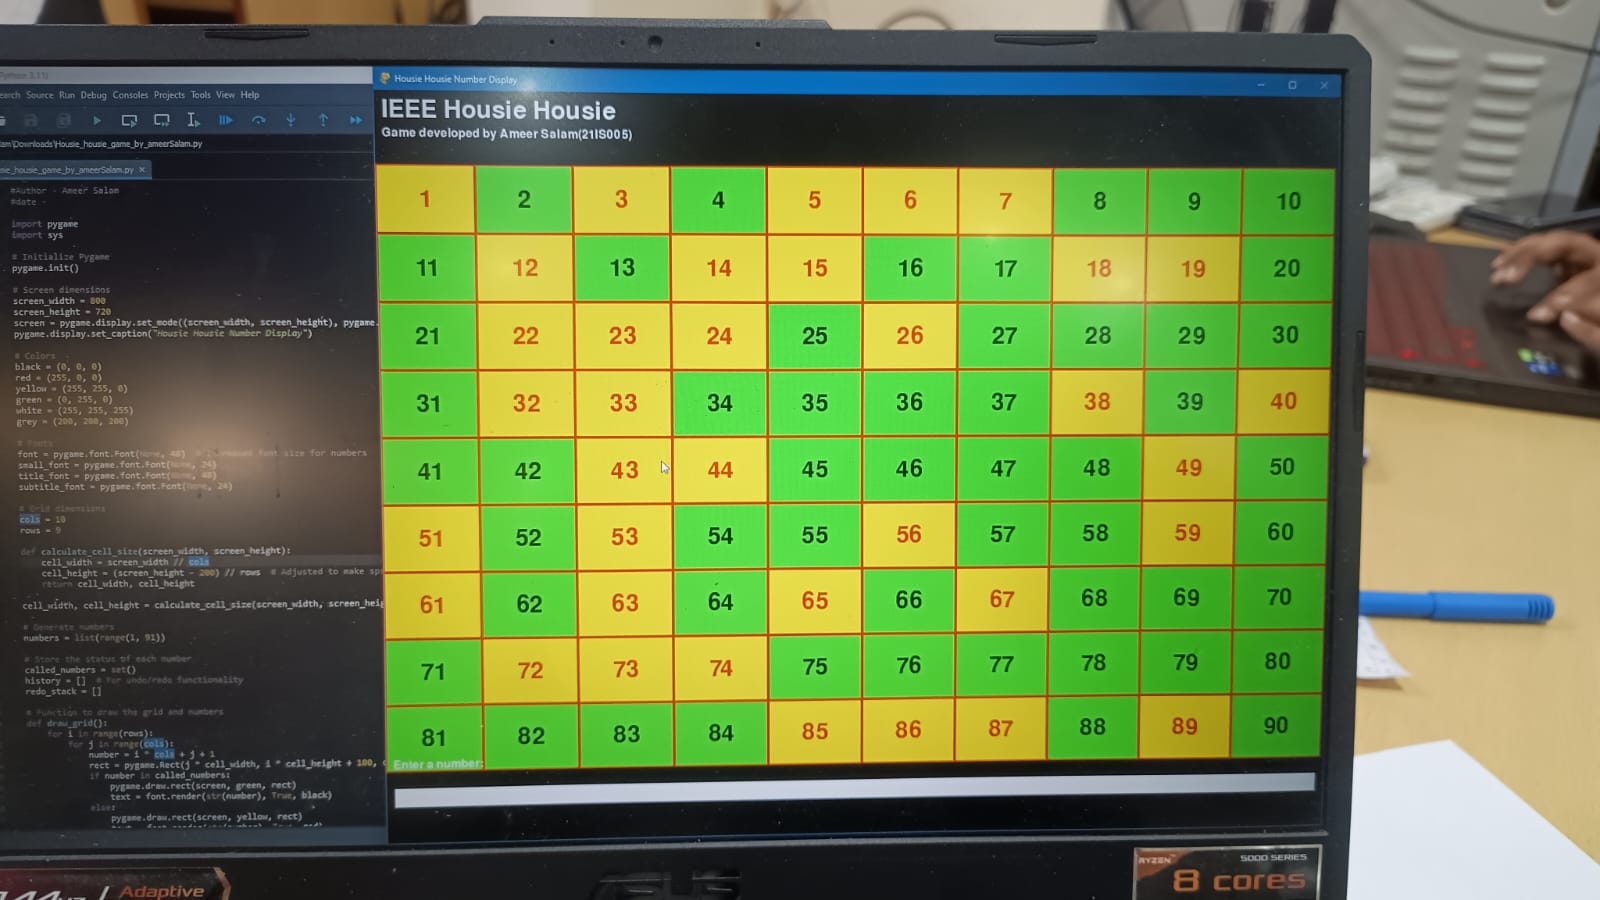 Python 3.11)
Source Run Debug Consoles Projects Tools View Help
\Downloads\Housie_housie_game_by_ameerSalam.py
_housie_game_by_ameerSalam.py ×
#Author - Ameer Salam
#date -
import pygame
import sys
# Initialize Pygame
pygame.init()
# Screen dimensions
screen_width = 800
screen_height = 720
screen = pygame.display.set_mode((screen_width, screen_height), pygame.
pygame.display.set_caption("Housie Housie Number Display")
# Colors
black = (0, 0, 0)
red = (255, 0, 0)
yellow = (255, 255, 0)
green = (0, 255, 0)
white = (255, 255, 255)
grey = (200, 200, 200)
# Fonts
font = pygame.font.Font(None, 48) # font size for numbers
small_font = pygame.font.Font(None, 24)
title_font = pygame.font.Font(None, 48)
subtitle_font = pygame.font.Font(None, 24)
# Grid dimensions
cols = 10
rows = 9
def calculate_cell_size(screen_width, screen_height):
cell_width = screen_width // cols
cell_height = (screen_height - 200) // rows # Adjusted to make
return cell_width, cell_height
cell_width, cell_height = calculate_cell_size(screen_width, screen_
# Generate numbers
numbers = list(range(1, 91))
# Store the status of each number
called_numbers = set()
history = [] # For undo/redo functionality
redo_stack = []
# Function to draw the grid and numbers
def draw_grid():
for i in range(rows):
for j in range(cols):
number = i * cols + j + 1
rect = pygame.Rect(j * cell_width, i * cell_height + 100,
if number in called_numbers:
pygame.draw.rect(screen, green, rect)
text = font.render(str(number), True, black)
else:
pygame.draw.rect(screen, yellow, rect)
Housie Housie Number Display
IEEE Housie Housie
Game developed by Ameer Salam(21IS005)
1 2 3 4 5 6 7 8 9 10
11 12 13 14 15 16 17 18 19 20
21 22 23 24 25 26 27 28 29 30
31 32 33 34 35 36 37 38 39 40
41 42 43 44 45 46 47 48 49 50
51 52 53 54 55 56 57 58 59 60
61 62 63 64 65 66 67 68 69 70
71 72 73 74 75 76 77 78 79 80
81 82 83 84 85 86 87 88 89 90
Enter a number:
Adaptive
ASUS
RYZEN 5000 SERIES
8 cores